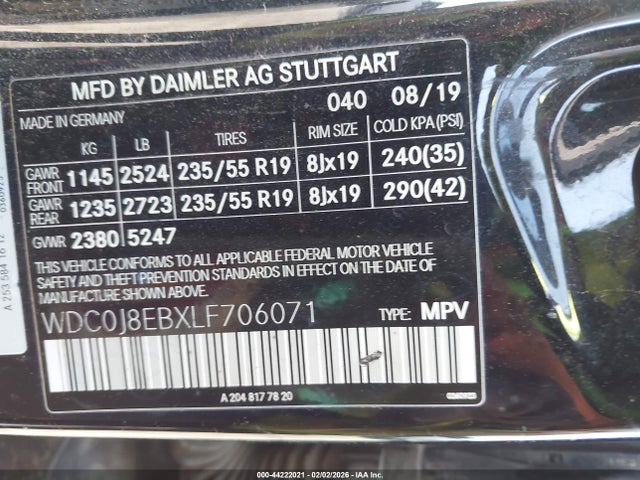 MFD BY DAIMLER AG STUTTGART
040 08/19
MADE IN GERMANY
KG LB TIRES RIM SIZE COLD KPA(PSI)
GAWR FRONT 1145 2524 235/55 R19 8Jx19 240(35)
GAWR REAR 1235 2723 235/55 R19 8Jx19 290(42)
GVWR 2380 5247
THIS VEHICLE CONFORMS TO ALL APPLICABLE FEDERAL MOTOR VEHICLE
SAFETY AND THEFT PREVENTION STANDARDS IN EFFECT ON THE DATE
OF MANUFACTURE SHOWN ABOVE.
WDC0J8EBXLF706071 TYPE: MPV
A 204 817 78 20
A 253 584 16 12
000-44222021 - 02/02/2026 - IAA Inc.